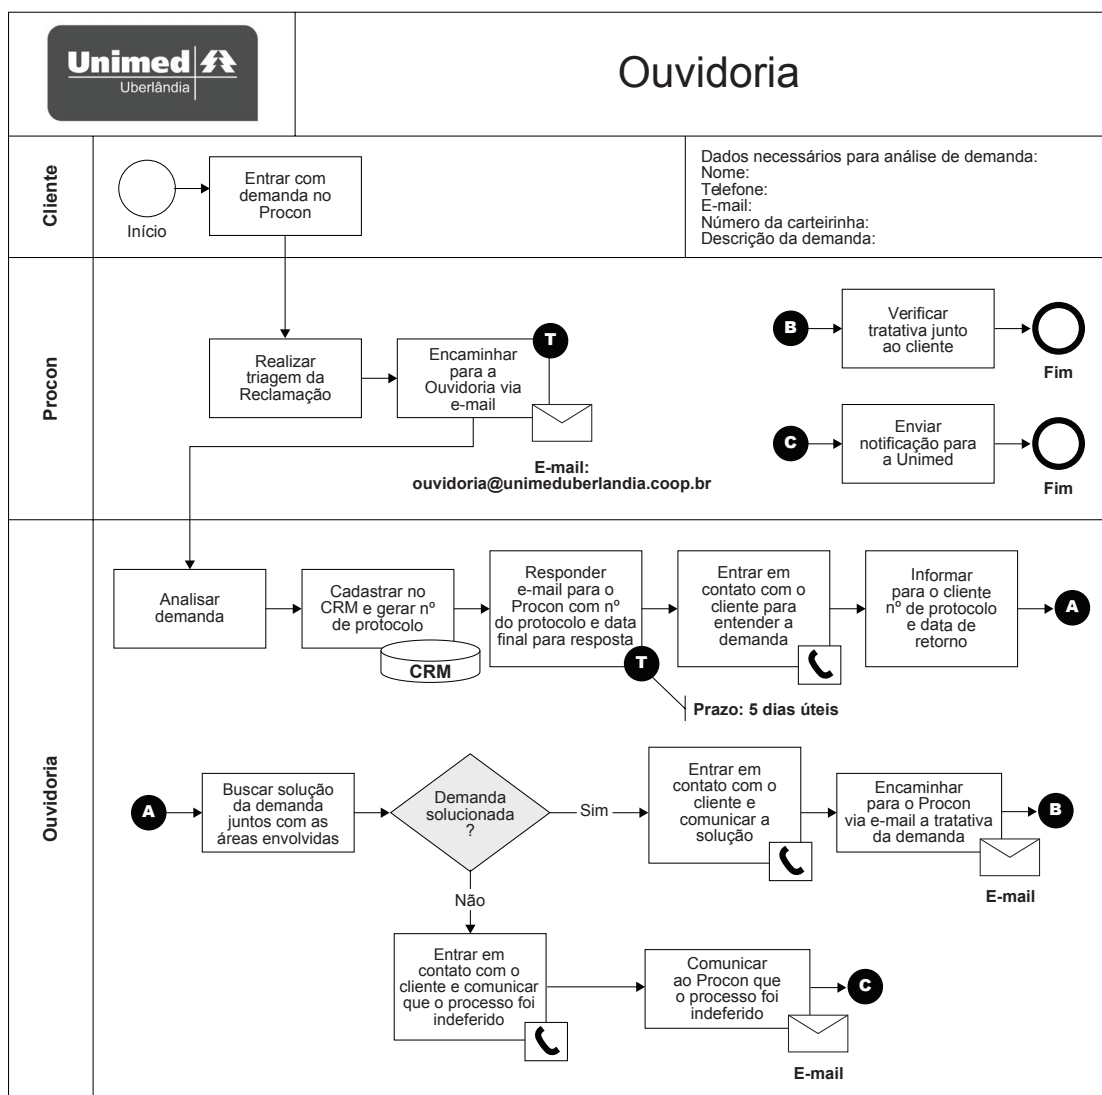 Unimed
Uberlândia
Ouvidoria
Cliente
Início
Entrar com
demanda no
Procon
Dados necessários para análise de demanda:
Nome:
Telefone:
E-mail:
Número da carteirinha:
Descrição da demanda:
Procon
Realizar
triagem da
Reclamação
Encaminhar
para a
Ouvidoria via
e-mail
T
E-mail:
ouvidoria@unimeduberlandia.coop.br
B
Verificar
tratativa junto
ao cliente
Fim
C
Enviar
notificação para
a Unimed
Fim
Ouvidoria
Analisar
demanda
Cadastrar no
CRM e gerar nº
de protocolo
CRM
Responder
e-mail para o
Procon com nº
do protocolo e data
final para resposta
T
Prazo: 5 dias úteis
Entrar em
contato com o
cliente para
entender a
demanda
Informar
para o cliente
nº de protocolo
e data de
retorno
A
A
Buscar solução
da demanda
juntos com as
áreas envolvidas
Demanda
solucionada
?
Sim
Entrar em
contato com o
cliente e
comunicar a
solução
Encaminhar
para o Procon
via e-mail a tratativa
da demanda
B
E-mail
Não
Entrar em
contato com o
cliente e comunicar
que o processo foi
indeferido
Comunicar
ao Procon que
o processo foi
indeferido
C
E-mail